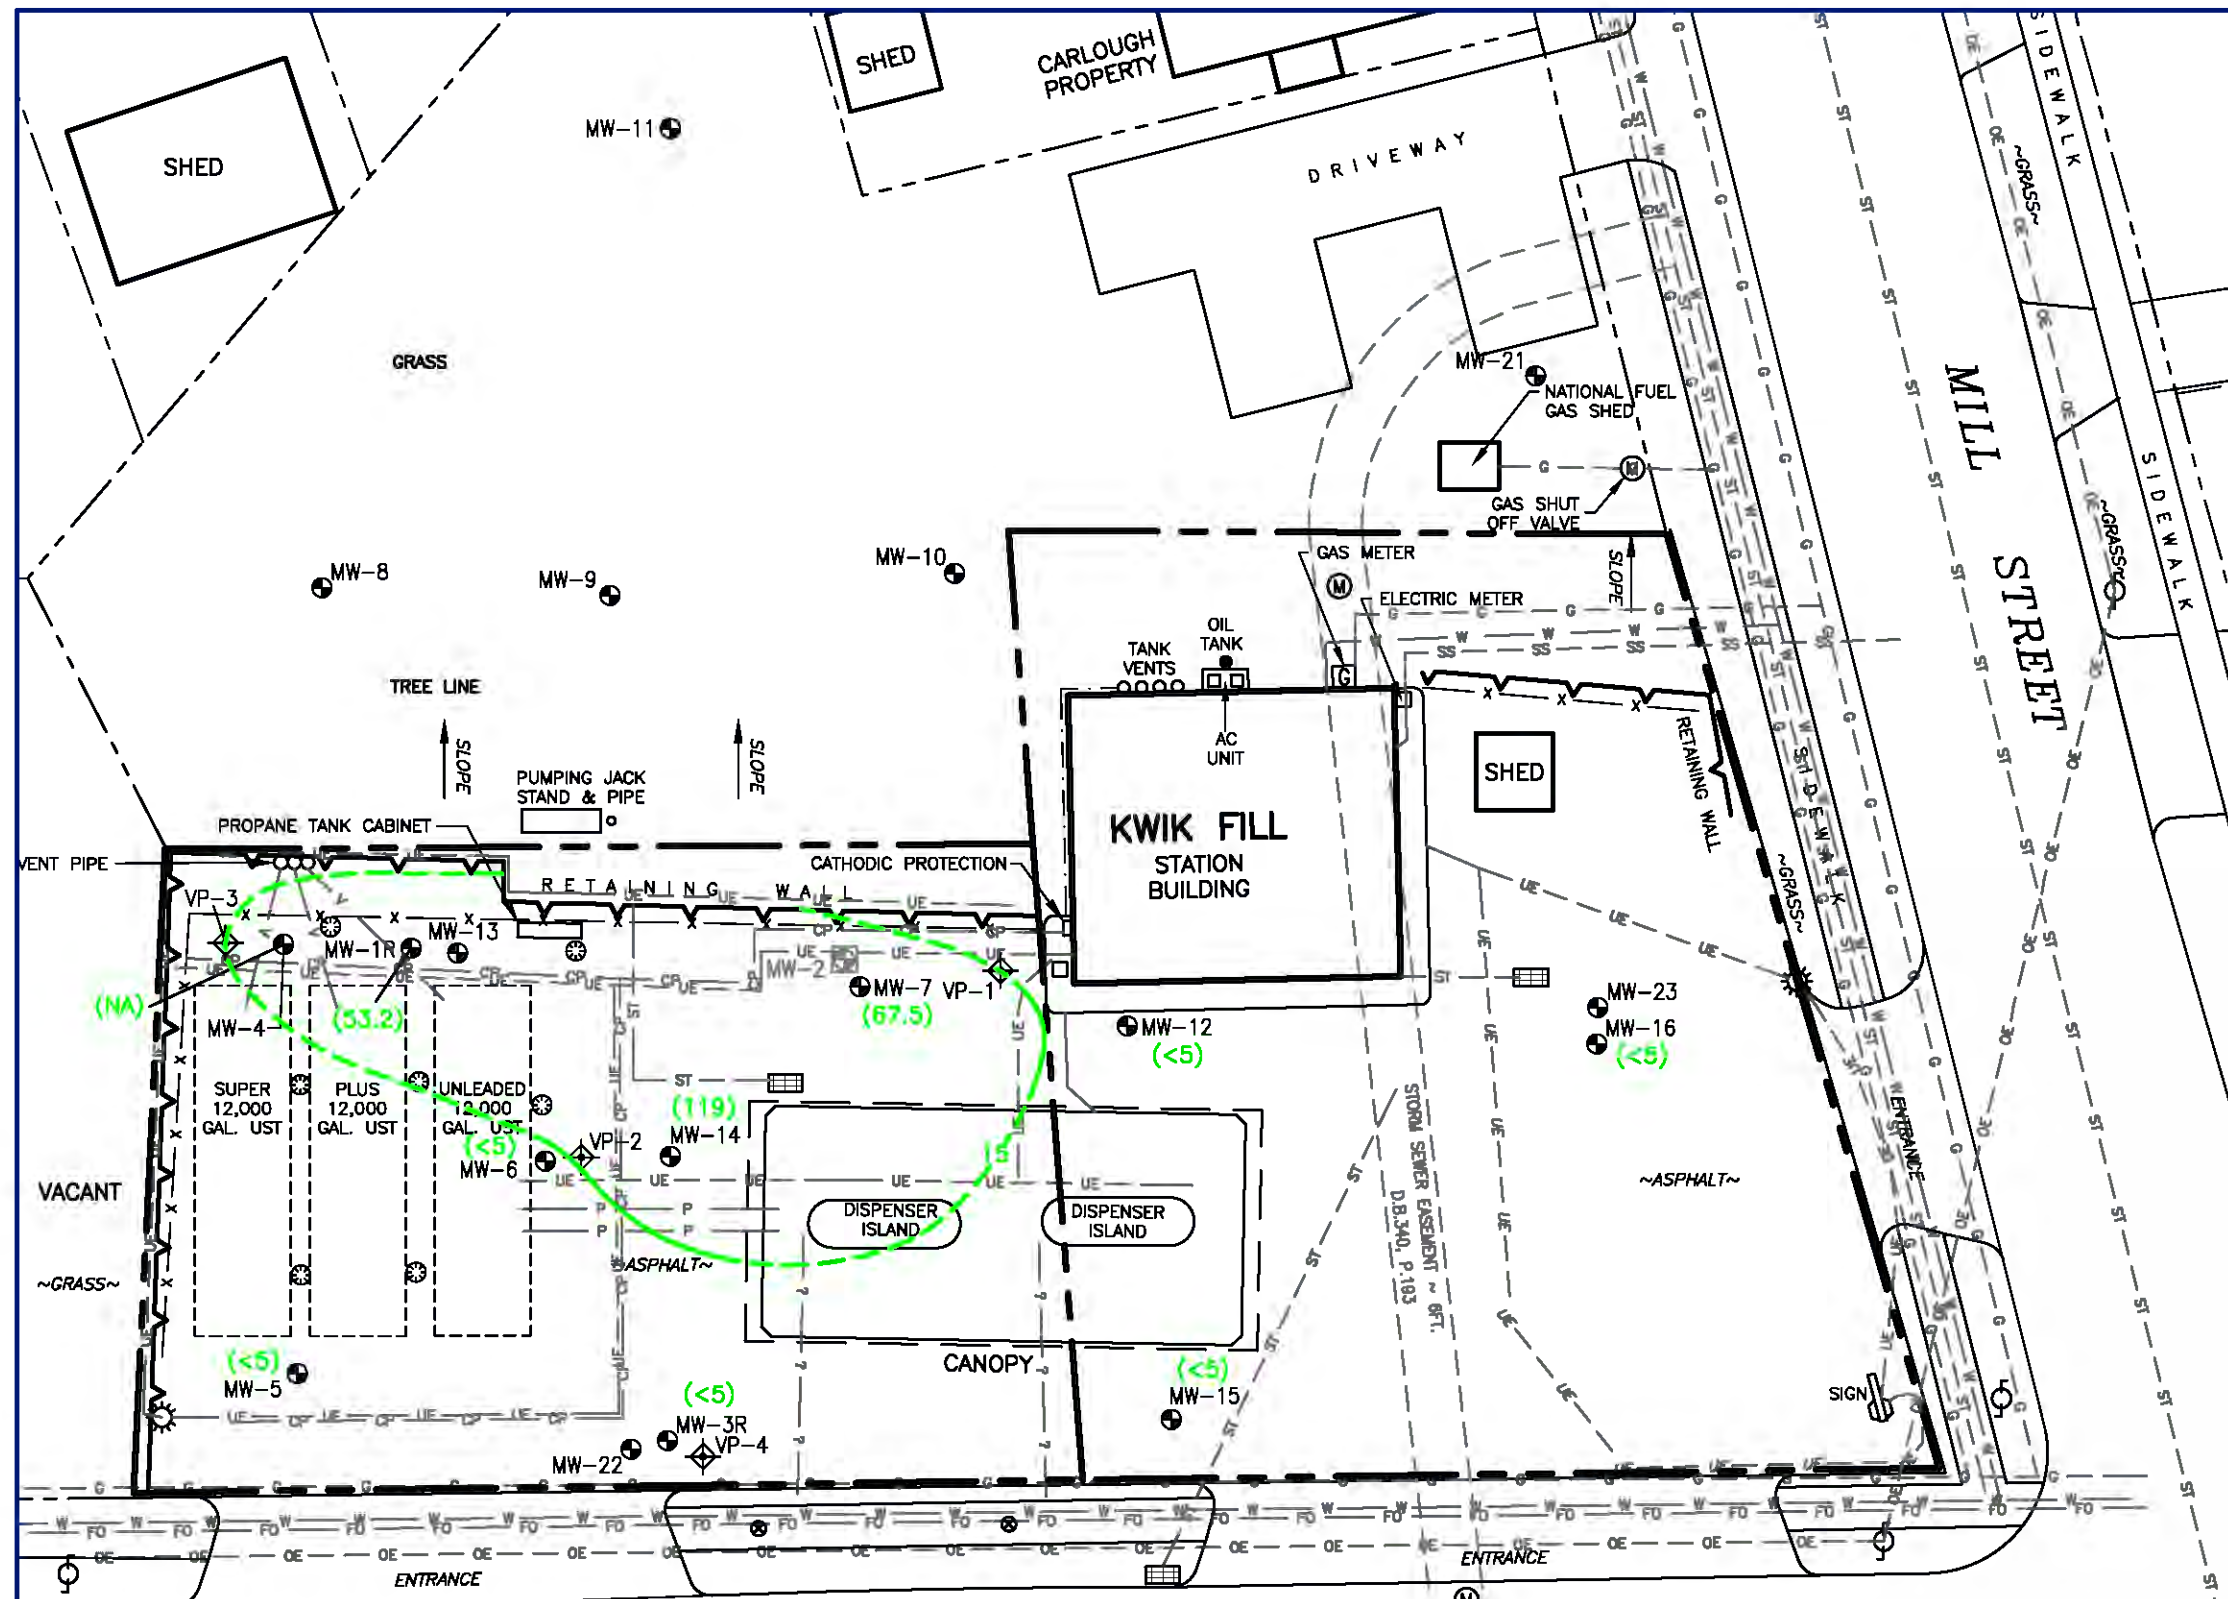 SHED
CARLOUGH
PROPERTY
SHED
MW-11
DRIVEWAY
SIDEWALK
~GRASS~
GRASS
MW-21
NATIONAL FUEL
GAS SHED
MILL STREET
GAS SHUT
OFF VALVE
SIDEWALK
~GRASS~
MW-8
MW-9
MW-10
GAS METER
M
SLOPE
ELECTRIC METER
OIL
TANK
TANK
VENTS
G
TREE LINE
SLOPE
SLOPE
AC
UNIT
SHED
RETAINING WALL
SIDEWALK
PUMPING JACK
STAND & PIPE
PROPANE TANK CABINET
KWIK FILL
STATION
BUILDING
VENT PIPE
CATHODIC PROTECTION
RETAINING WALL
~GRASS~
VP-3
MW-1R
MW-13
MW-2
MW-7
VP-1
(NA)
MW-4
(53.2)
(67.5)
MW-12
(<5)
MW-23
MW-16
(<5)
SUPER
12,000
GAL. UST
PLUS
12,000
GAL. UST
UNLEADED
12,000
GAL. UST
ST
(119)
MW-14
(<5)
MW-6
VP-2
5
STORM SEWER EASEMENT ~ 6FT.
D.B.340, P.193
ENTRANCE
VACANT
~ASPHALT~
DISPENSER
ISLAND
DISPENSER
ISLAND
~GRASS~
ASPHALT~
CANOPY
(<5)
MW-5
(<5)
MW-3R
VP-4
MW-22
(<5)
MW-15
SIGN
ENTRANCE
ENTRANCE